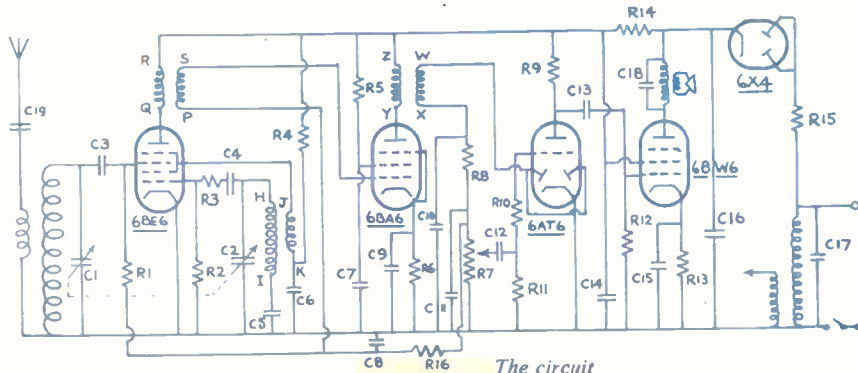 R14
R S Z W
R5 R9 C18 6X4
C13
Q P Y X
C19 R4 R15
C3 C4
R8
R3 H J
6BE6 6BA6 C10 R10 6AT6 6BW6
C12 R12 C16
C1 R1 R2 C2 I K C7 C9 R6 R7 C17
C6 C11 R11 C14 C15 R13
C5
C8 R16 The circuit